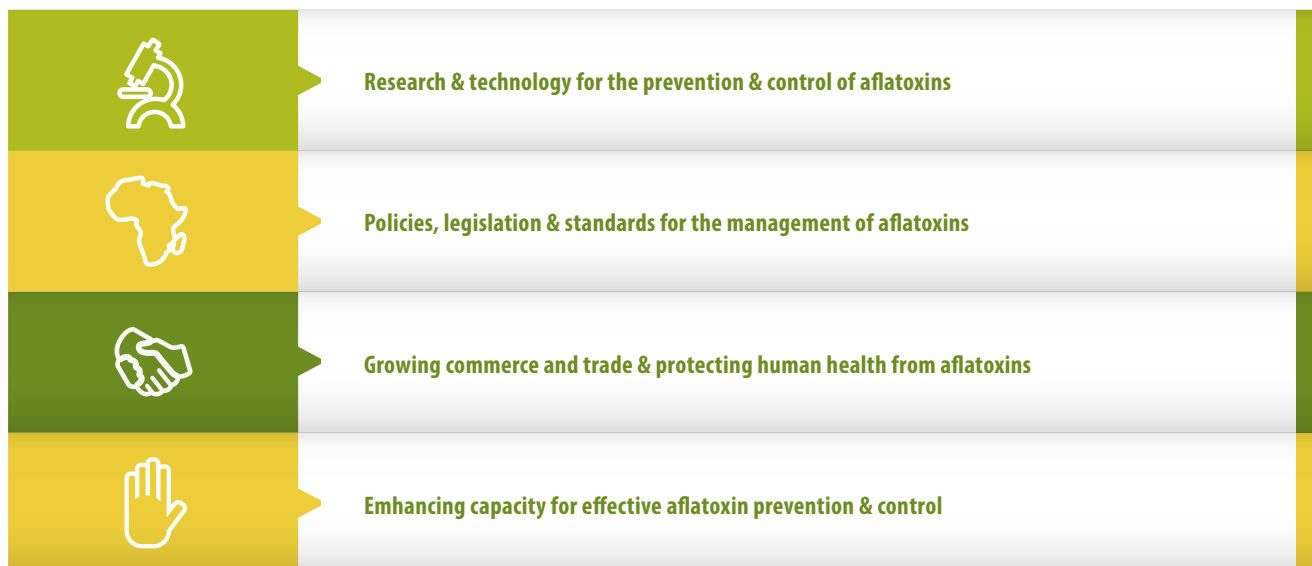 Research & technology for the prevention & control of aflatoxins
Policies, legislation & standards for the management of aflatoxins
Growing commerce and trade & protecting human health from aflatoxins
Emhancing capacity for effective aflatoxin prevention & control